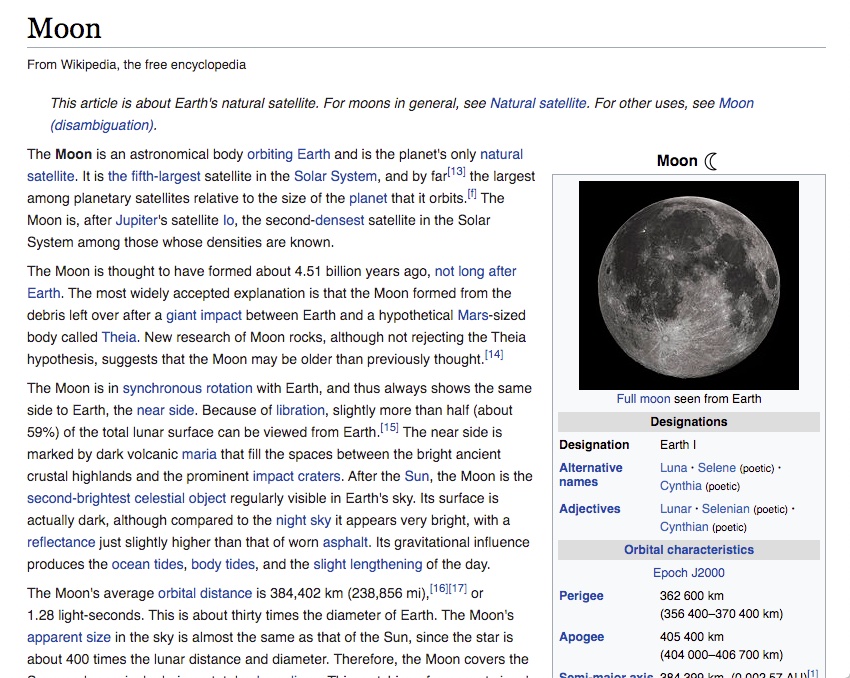 Moon
From Wikipedia, the free encyclopedia
This article is about Earth's natural satellite. For moons in general, see Natural satellite. For other uses, see Moon
(disambiguation).
The Moon is an astronomical body orbiting Earth and is the planet's only natural
satellite. It is the fifth-largest satellite in the Solar System, and by far[13] the largest
among planetary satellites relative to the size of the planet that it orbits.[f] The
Moon is, after Jupiter's satellite Io, the second-densest satellite in the Solar
System among those whose densities are known.
The Moon is thought to have formed about 4.51 billion years ago, not long after
Earth. The most widely accepted explanation is that the Moon formed from the
debris left over after a giant impact between Earth and a hypothetical Mars-sized
body called Theia. New research of Moon rocks, although not rejecting the Theia
hypothesis, suggests that the Moon may be older than previously thought.[14]
The Moon is in synchronous rotation with Earth, and thus always shows the same
side to Earth, the near side. Because of libration, slightly more than half (about
59%) of the total lunar surface can be viewed from Earth.[15] The near side is
marked by dark volcanic maria that fill the spaces between the bright ancient
crustal highlands and the prominent impact craters. After the Sun, the Moon is the
second-brightest celestial object regularly visible in Earth's sky. Its surface is
actually dark, although compared to the night sky it appears very bright, with a
reflectance just slightly higher than that of worn asphalt. Its gravitational influence
produces the ocean tides, body tides, and the slight lengthening of the day.
The Moon's average orbital distance is 384,402 km (238,856 mi),[16][17] or
1.28 light-seconds. This is about thirty times the diameter of Earth. The Moon's
apparent size in the sky is almost the same as that of the Sun, since the star is
about 400 times the lunar distance and diameter. Therefore, the Moon covers the
Moon ☾
Full moon seen from Earth
Designations
Designation Earth I
Alternative names Luna · Selene (poetic) ·
Cynthia (poetic)
Adjectives Lunar · Selenian (poetic) ·
Cynthian (poetic)
Orbital characteristics
Epoch J2000
Perigee 362 600 km
(356 400–370 400 km)
Apogee 405 400 km
(404 000–406 700 km)
Semi-major axis 384 399 km (0.002 57 AU)[1]